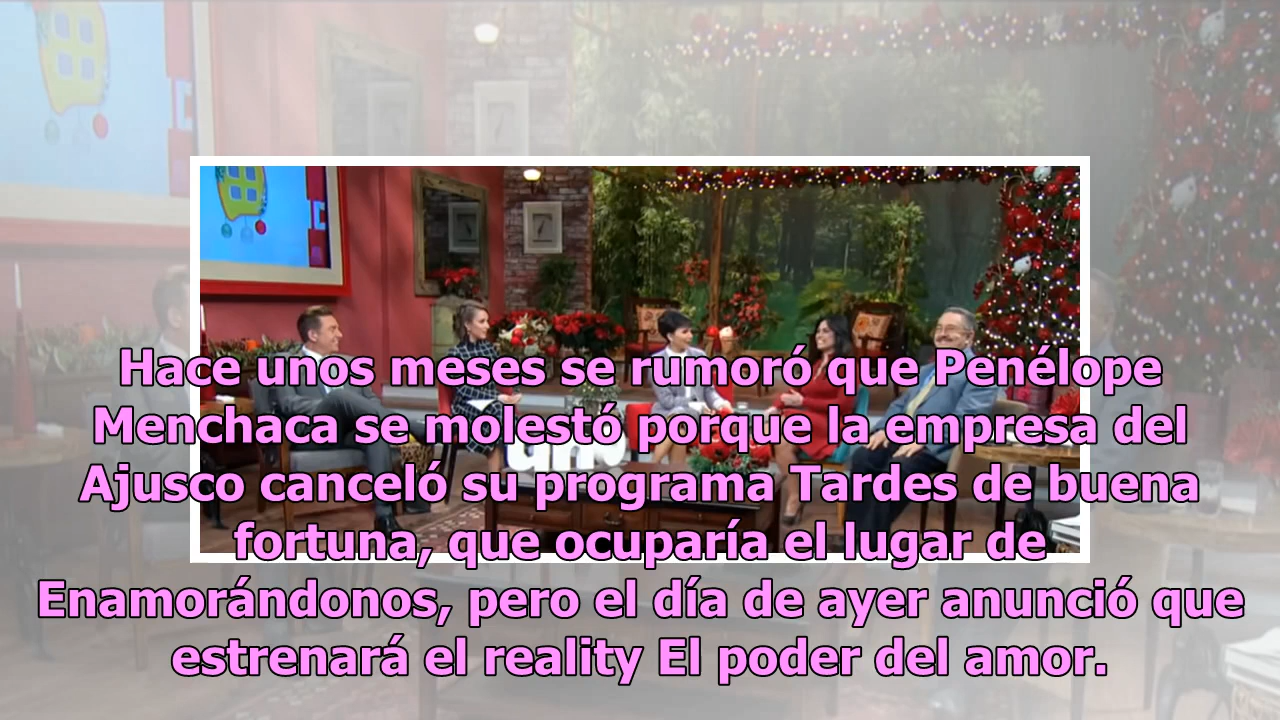 Hace unos meses se rumoró que Penélope
Menchaca se molestó porque la empresa del
Ajusco canceló su programa Tardes de buena
fortuna, que ocuparía el lugar de
Enamorándonos, pero el día de ayer anunció que
estrenará el reality El poder del amor.